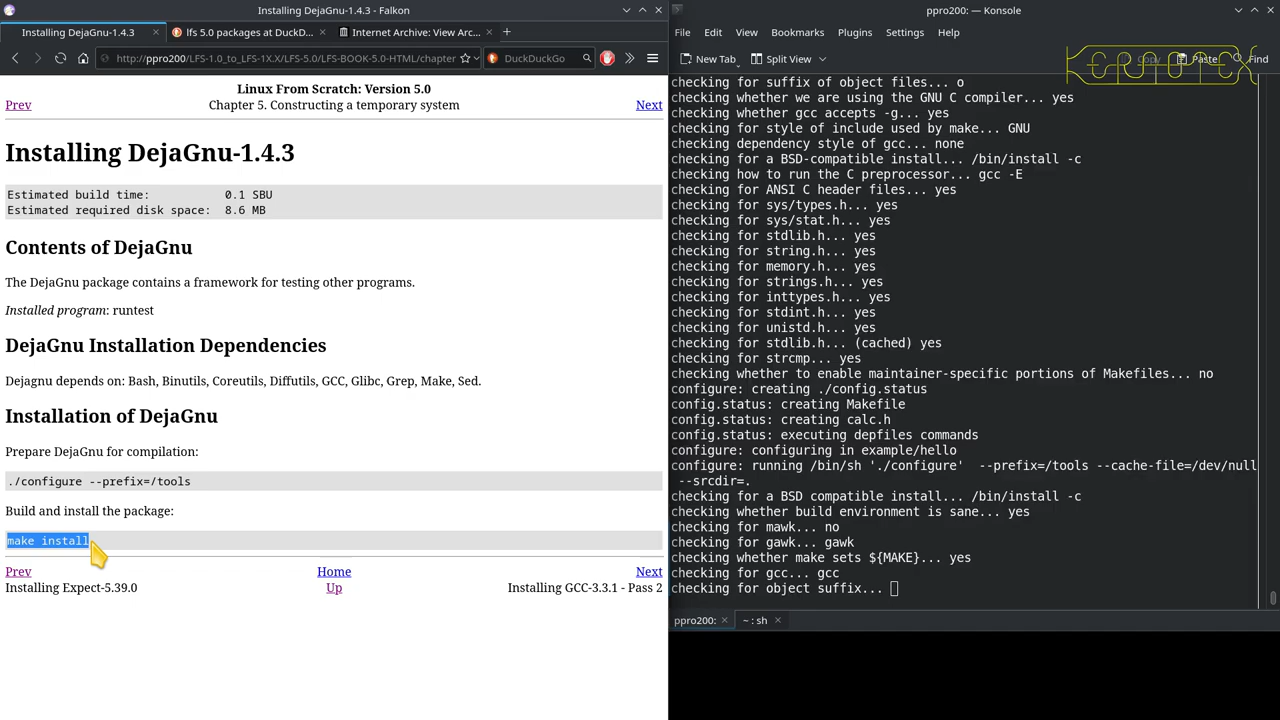 Installing DejaGnu-1.4.3 - Falkon
Installing DejaGnu-1.4.3
lfs 5.0 packages at DuckD...
Internet Archive: View Arc...
http://ppro200/LFS-1.0_to_LFS-1X.X/LFS-5.0/LFS-BOOK-5.0-HTML/chapter
DuckDuckGo
Linux From Scratch: Version 5.0
Prev
Chapter 5. Constructing a temporary system
Next
Installing DejaGnu-1.4.3
Estimated build time: 0.1 SBU
Estimated required disk space: 8.6 MB
Contents of DejaGnu
The DejaGnu package contains a framework for testing other programs.
Installed program: runtest
DejaGnu Installation Dependencies
Dejagnu depends on: Bash, Binutils, Coreutils, Diffutils, GCC, Glibc, Grep, Make, Sed.
Installation of DejaGnu
Prepare DejaGnu for compilation:
./configure --prefix=/tools
Build and install the package:
make install
Prev
Home
Next
Installing Expect-5.39.0
Up
Installing GCC-3.3.1 - Pass 2
ppro200: — Konsole
File Edit View Bookmarks Plugins Settings Help
New Tab
Split View
Copy
Paste
Find
checking for suffix of object files... o
checking whether we are using the GNU C compiler... yes
checking whether gcc accepts -g... yes
checking for style of include used by make... GNU
checking dependency style of gcc... none
checking for a BSD-compatible install... /bin/install -c
checking how to run the C preprocessor... gcc -E
checking for ANSI C header files... yes
checking for sys/types.h... yes
checking for sys/stat.h... yes
checking for stdlib.h... yes
checking for string.h... yes
checking for memory.h... yes
checking for strings.h... yes
checking for inttypes.h... yes
checking for stdint.h... yes
checking for unistd.h... yes
checking for stdlib.h... (cached) yes
checking for strcmp... yes
checking whether to enable maintainer-specific portions of Makefiles... no
configure: creating ./config.status
config.status: creating Makefile
config.status: creating calc.h
config.status: executing depfiles commands
configure: configuring in example/hello
configure: running /bin/sh './configure'  --prefix=/tools --cache-file=/dev/null
--srcdir=.
checking for a BSD compatible install... /bin/install -c
checking whether build environment is sane... yes
checking for mawk... no
checking for gawk... gawk
checking whether make sets ${MAKE}... yes
checking for gcc... gcc
checking for object suffix...
ppro200:
~ : sh